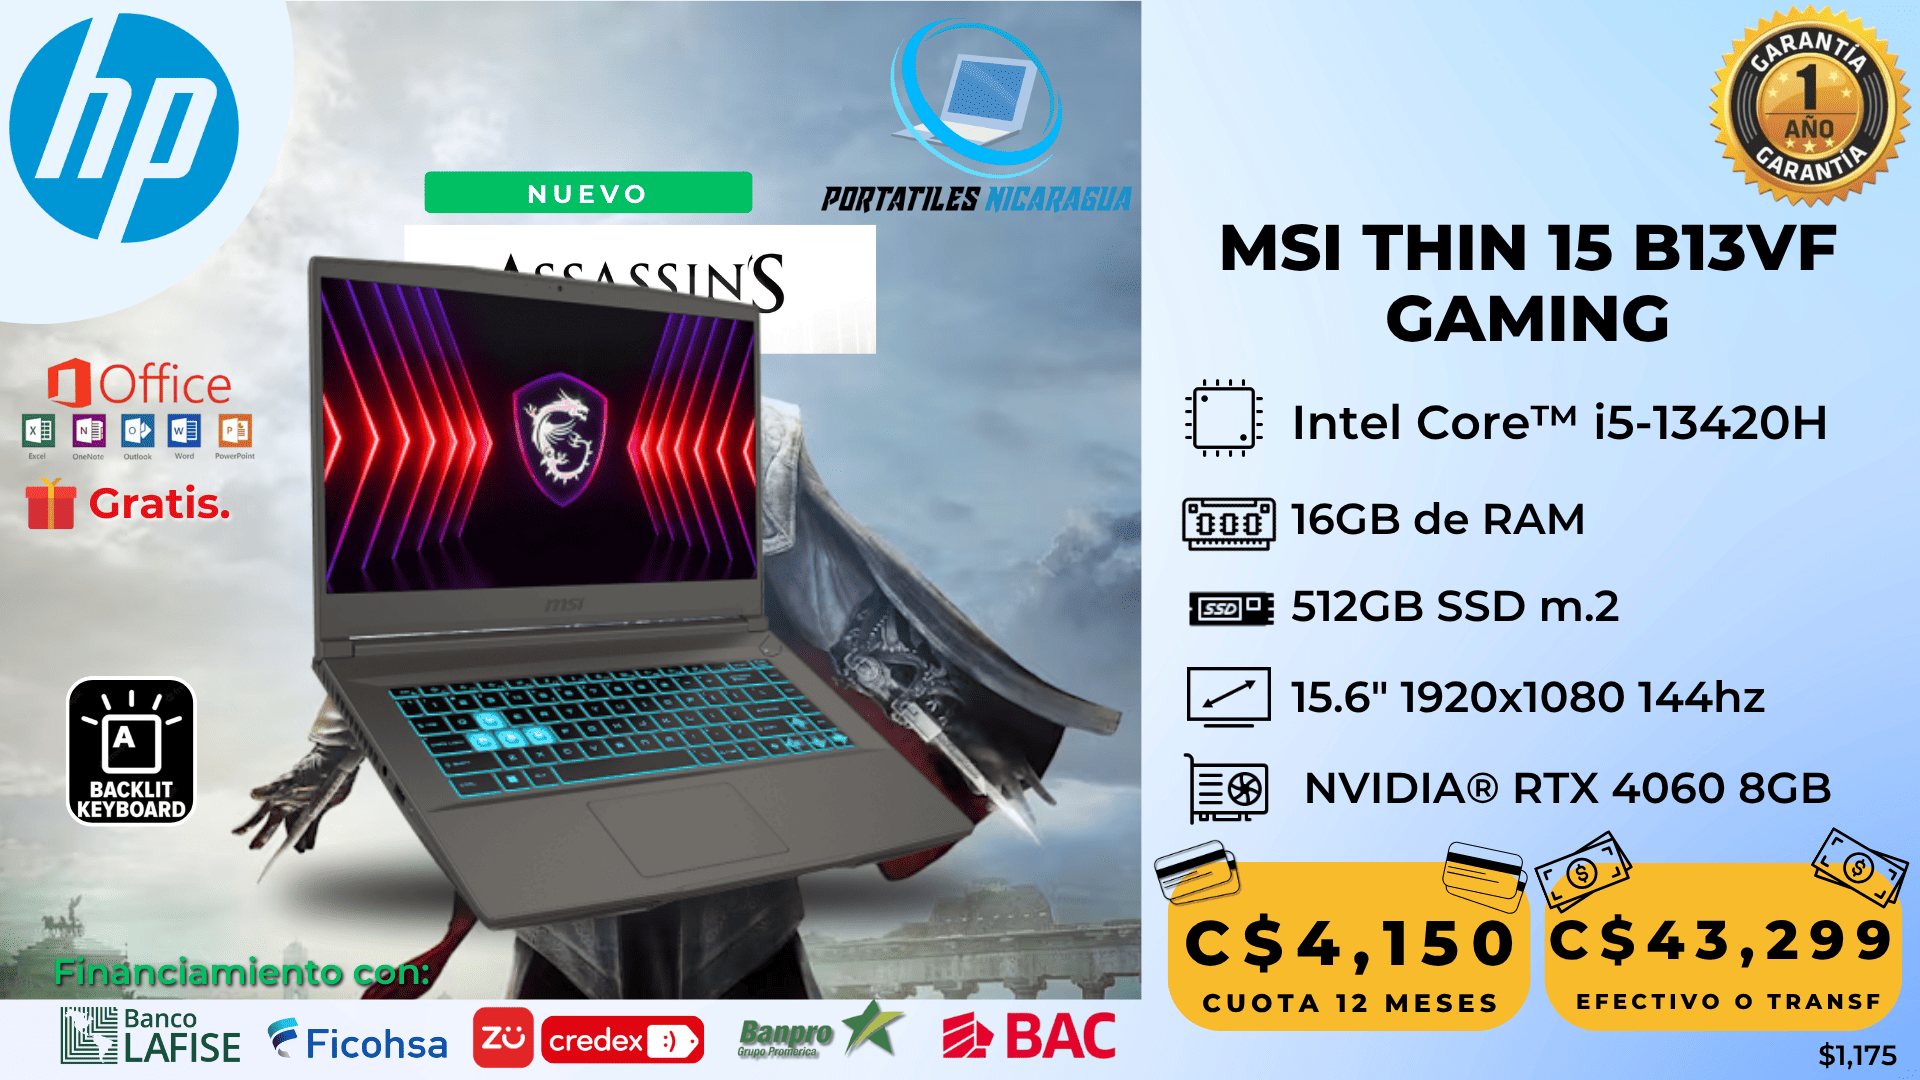 hp
NUEVO
PORTATILES NICARAGUA
ASSASSIN'S
Office
Excel
OneNote
Outlook
Word
PowerPoint
Gratis.
msi
A
BACKLIT
KEYBOARD
Financiamiento con:
Banco
LAFISE
Ficohsa
ZŪ
credex
Banpro
Grupo Promerica
BAC
GARANTÍA
1
AÑO
GARANTÍA
MSI THIN 15 B13VF
GAMING
Intel Core™ i5-13420H
16GB de RAM
SSD
512GB SSD m.2
15.6" 1920x1080 144hz
NVIDIA® RTX 4060 8GB
C$4,150
CUOTA 12 MESES
C$43,299
EFECTIVO O TRANSF
$1,175